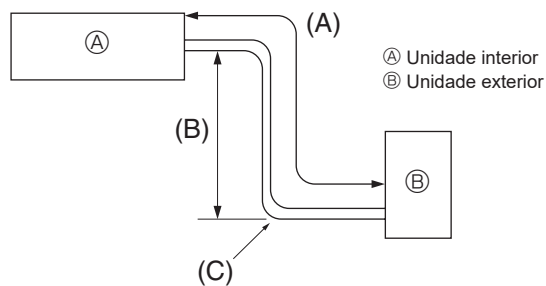 (A)
Ⓐ
Ⓐ Unidade interior
Ⓑ Unidade exterior
(B)
Ⓑ
(C)